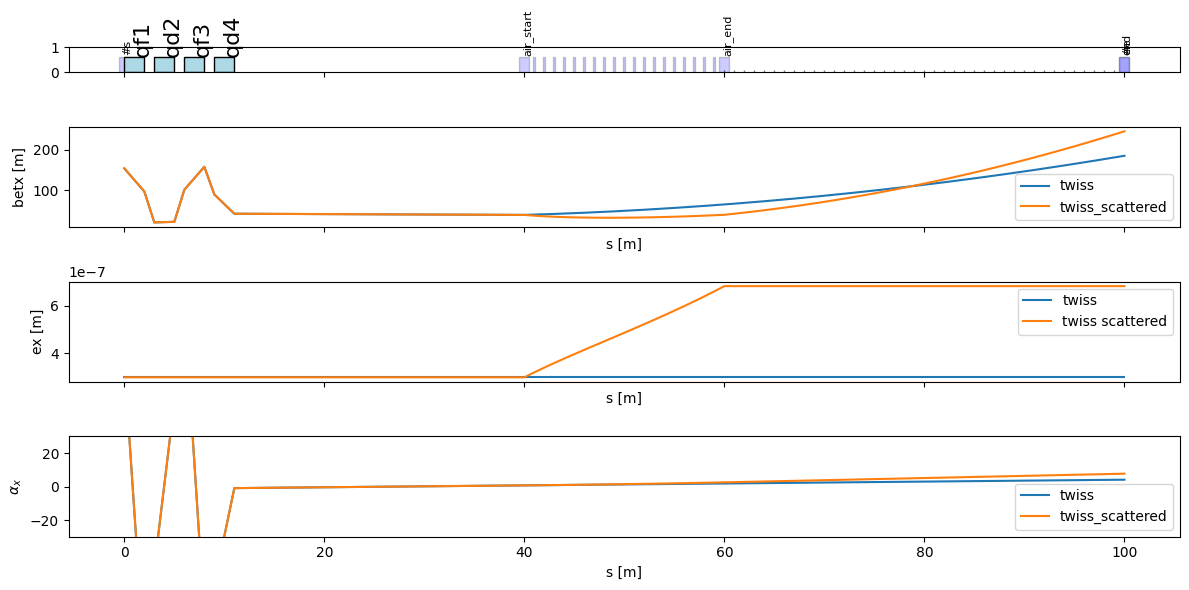 #s
qf1
qd2
qf3
qd4
air_start
air_end
1
0
betx [m]
200
100
twiss
twiss_scattered
s [m]
1e−7
ex [m]
6
4
twiss
twiss scattered
s [m]
αx
20
0
−20
twiss
twiss_scattered
0
20
40
60
80
100
s [m]